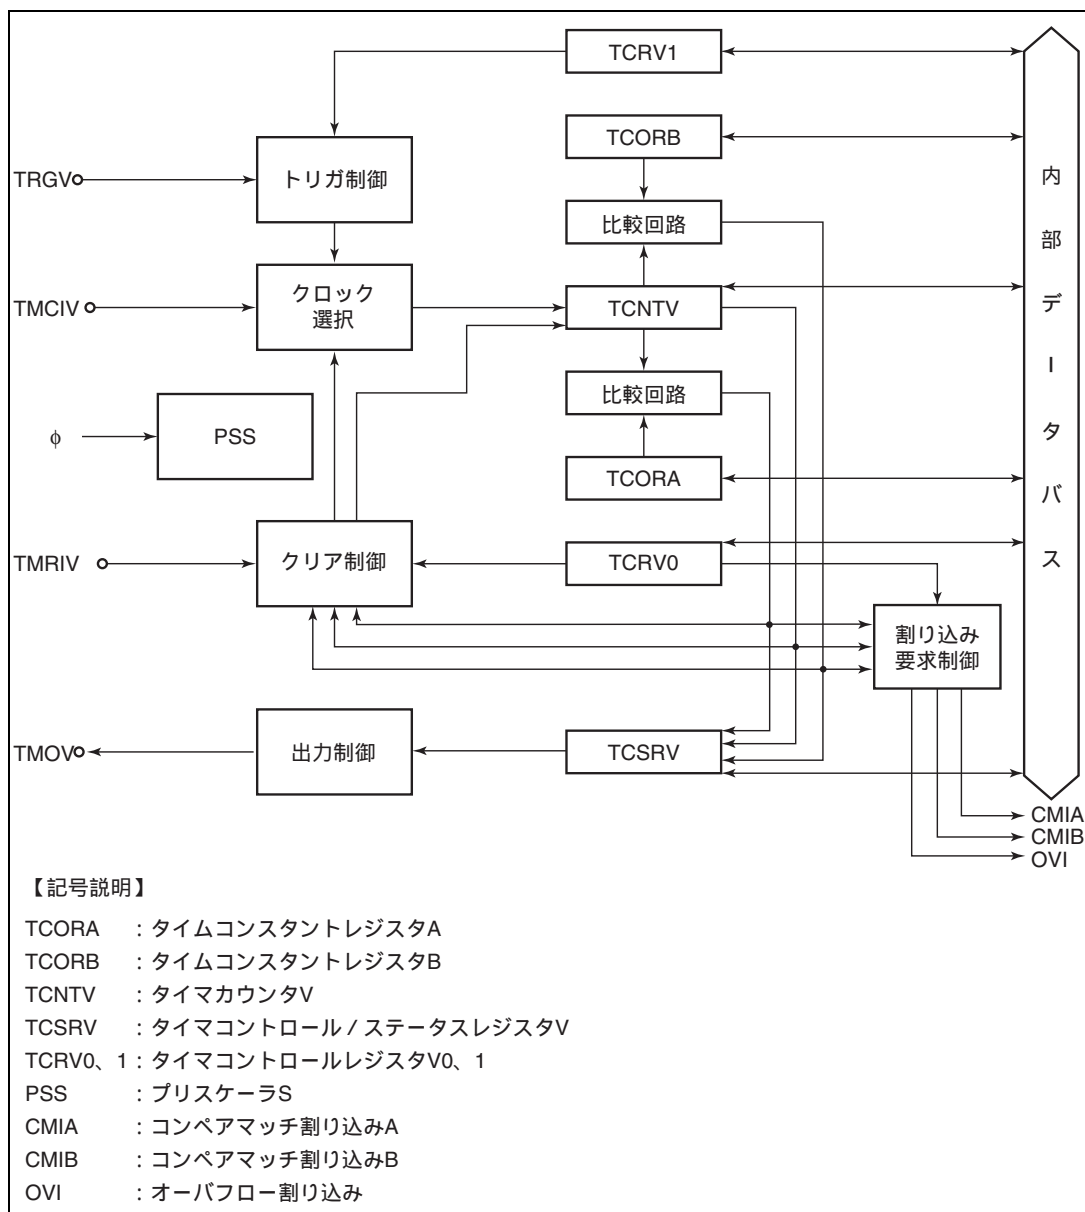 TCRV1
TCORB
TRGV
トリガ制御
比較回路
TMCIV
クロック
選択
TCNTV
比較回路
φ
PSS
TCORA
TMRIV
クリア制御
TCRV0
割り込み
要求制御
TMOV
出力制御
TCSRV
内部データバス
CMIA
CMIB
OVI
【記号説明】
TCORA : タイムコンスタントレジスタA
TCORB : タイムコンスタントレジスタB
TCNTV : タイマカウンタV
TCSRV : タイマコントロール / ステータスレジスタV
TCRV0、1 : タイマコントロールレジスタV0、1
PSS : プリスケーラS
CMIA : コンペアマッチ割り込みA
CMIB : コンペアマッチ割り込みB
OVI : オーバフロー割り込み